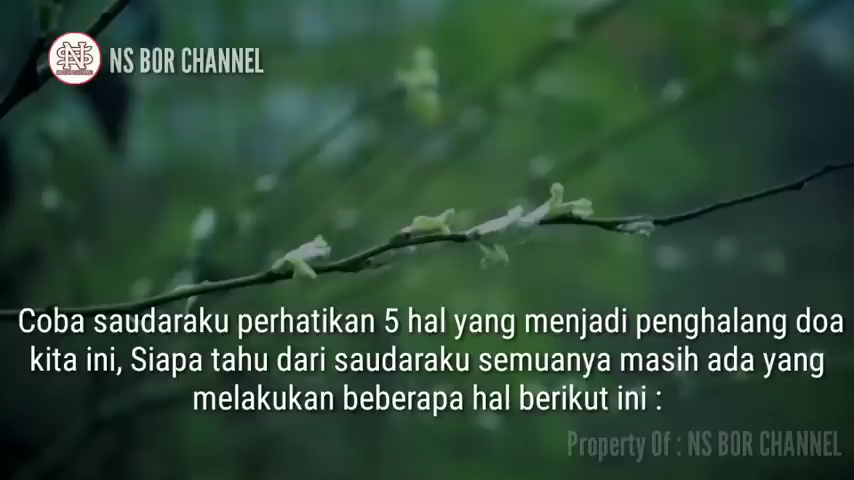 NS BOR CHANNEL
Coba saudaraku perhatikan 5 hal yang menjadi penghalang doa
kita ini, Siapa tahu dari saudaraku semuanya masih ada yang
melakukan beberapa hal berikut ini :
Property Of : NS BOR CHANNEL